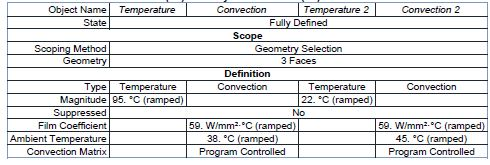 Object Name Temperature Convection Temperature 2 Convection 2
State Fully Defined
Scope
Scoping Method Geometry Selection
Geometry 3 Faces
Definition
Type Temperature Convection Temperature Convection
Magnitude 95. °C (ramped) 22. °C (ramped)
Suppressed No
Film Coefficient 59. W/mm²·°C (ramped) 59. W/mm²·°C (ramped)
Ambient Temperature 38. °C (ramped) 45. °C (ramped)
Convection Matrix Program Controlled Program Controlled